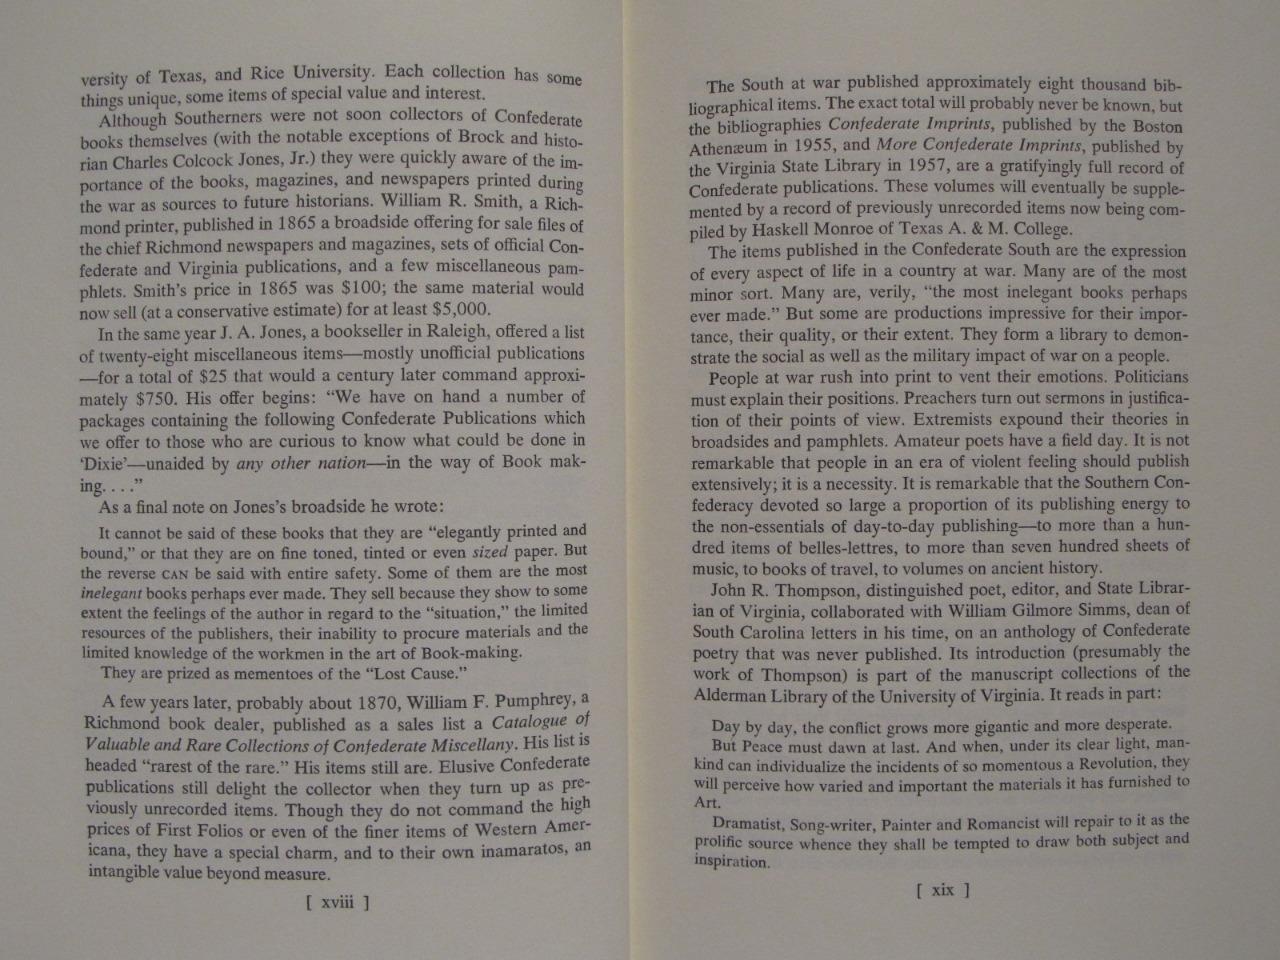 versity of Texas, and Rice University. Each collection has some
things unique, some items of special value and interest.
Although Southerners were not soon collectors of Confederate
books themselves (with the notable exceptions of Brock and histo-
rian Charles Colcock Jones, Jr.) they were quickly aware of the im-
portance of the books, magazines, and newspapers printed during
the war as sources to future historians. William R. Smith, a Rich-
mond printer, published in 1865 a broadside offering for sale files of
the chief Richmond newspapers and magazines, sets of official Con-
federate and Virginia publications, and a few miscellaneous pam-
phlets. Smith's price in 1865 was $100; the same material would
now sell (at a conservative estimate) for at least $5,000.
In the same year J. A. Jones, a bookseller in Raleigh, offered a list
of twenty-eight miscellaneous items—mostly unofficial publications
—for a total of $25 that would a century later command approxi-
mately $750. His offer begins: “We have on hand a number of
packages containing the following Confederate Publications which
we offer to those who are curious to know what could be done in
‘Dixie’—unaided by any other nation—in the way of Book mak-
ing. . . .”
As a final note on Jones's broadside he wrote:
It cannot be said of these books that they are “elegantly printed and
bound,” or that they are on fine toned, tinted or even sized paper. But
the reverse CAN be said with entire safety. Some of them are the most
inelegant books perhaps ever made. They sell because they show to some
extent the feelings of the author in regard to the “situation,” the limited
resources of the publishers, their inability to procure materials and the
limited knowledge of the workmen in the art of Book-making.
They are prized as mementoes of the “Lost Cause.”
A few years later, probably about 1870, William F. Pumphrey, a
Richmond book dealer, published as a sales list a Catalogue of
Valuable and Rare Collections of Confederate Miscellany. His list is
headed “rarest of the rare.” His items still are. Elusive Confederate
publications still delight the collector when they turn up as pre-
viously unrecorded items. Though they do not command the high
prices of First Folios or even of the finer items of Western Amer-
icana, they have a special charm, and to their own inamaratos, an
intangible value beyond measure.
[ xviii ]
The South at war published approximately eight thousand bib-
liographical items. The exact total will probably never be known, but
the bibliographies Confederate Imprints, published by the Boston
Athenæum in 1955, and More Confederate Imprints, published by
the Virginia State Library in 1957, are a gratifyingly full record of
Confederate publications. These volumes will eventually be supple-
mented by a record of previously unrecorded items now being com-
piled by Haskell Monroe of Texas A. & M. College.
The items published in the Confederate South are the expression
of every aspect of life in a country at war. Many are of the most
minor sort. Many are, verily, “the most inelegant books perhaps
ever made.” But some are productions impressive for their impor-
tance, their quality, or their extent. They form a library to demon-
strate the social as well as the military impact of war on a people.
People at war rush into print to vent their emotions. Politicians
must explain their positions. Preachers turn out sermons in justifica-
tion of their points of view. Extremists expound their theories in
broadsides and pamphlets. Amateur poets have a field day. It is not
remarkable that people in an era of violent feeling should publish
extensively; it is a necessity. It is remarkable that the Southern Con-
federacy devoted so large a proportion of its publishing energy to
the non-essentials of day-to-day publishing—to more than a hun-
dred items of belles-lettres, to more than seven hundred sheets of
music, to books of travel, to volumes on ancient history.
John R. Thompson, distinguished poet, editor, and State Librar-
ian of Virginia, collaborated with William Gilmore Simms, dean of
South Carolina letters in his time, on an anthology of Confederate
poetry that was never published. Its introduction (presumably the
work of Thompson) is part of the manuscript collections of the
Alderman Library of the University of Virginia. It reads in part:
Day by day, the conflict grows more gigantic and more desperate.
But Peace must dawn at last. And when, under its clear light, man-
kind can individualize the incidents of so momentous a Revolution, they
will perceive how varied and important the materials it has furnished to
Art.
Dramatist, Song-writer, Painter and Romancist will repair to it as the
prolific source whence they shall be tempted to draw both subject and
inspiration.
[ xix ]